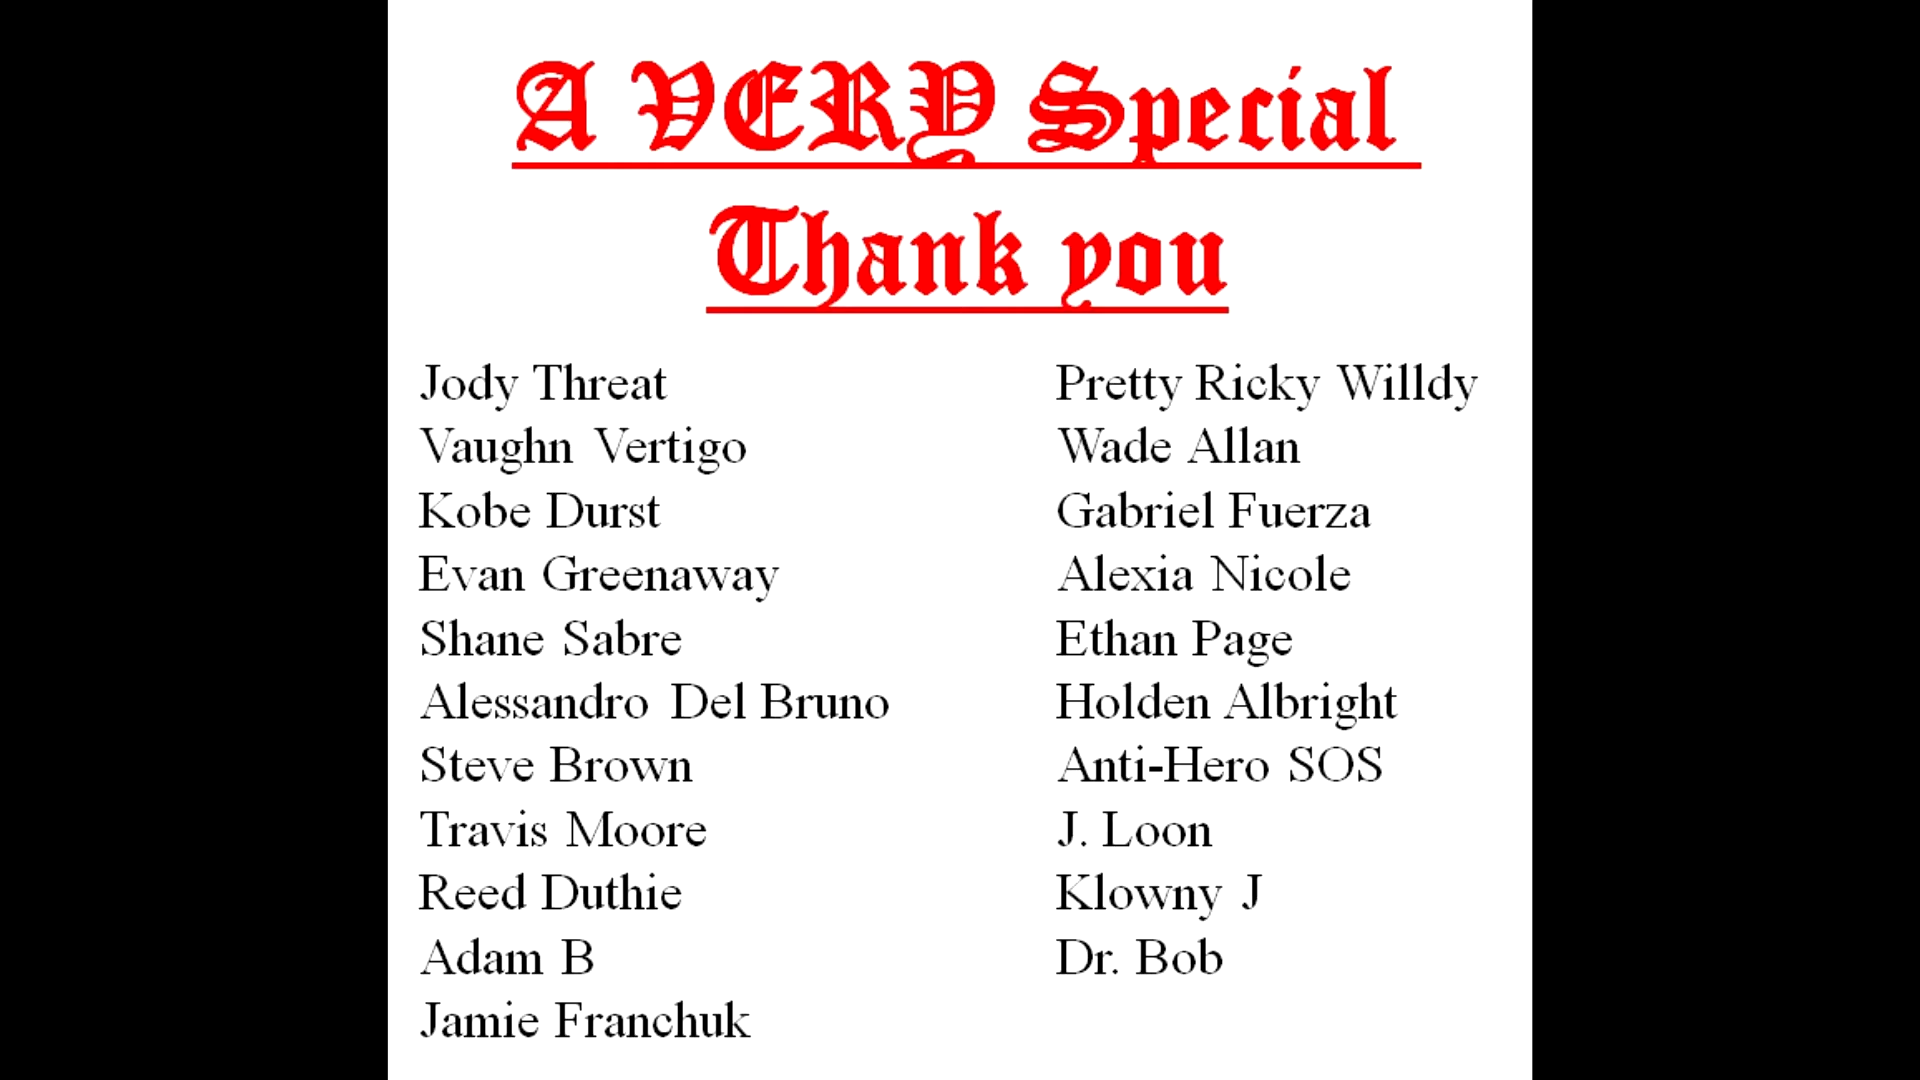 A VERY Special
Thank you
Jody Threat
Vaughn Vertigo
Kobe Durst
Evan Greenaway
Shane Sabre
Alessandro Del Bruno
Steve Brown
Travis Moore
Reed Duthie
Adam B
Jamie Franchuk
Pretty Ricky Willdy
Wade Allan
Gabriel Fuerza
Alexia Nicole
Ethan Page
Holden Albright
Anti-Hero SOS
J. Loon
Klowny J
Dr. Bob